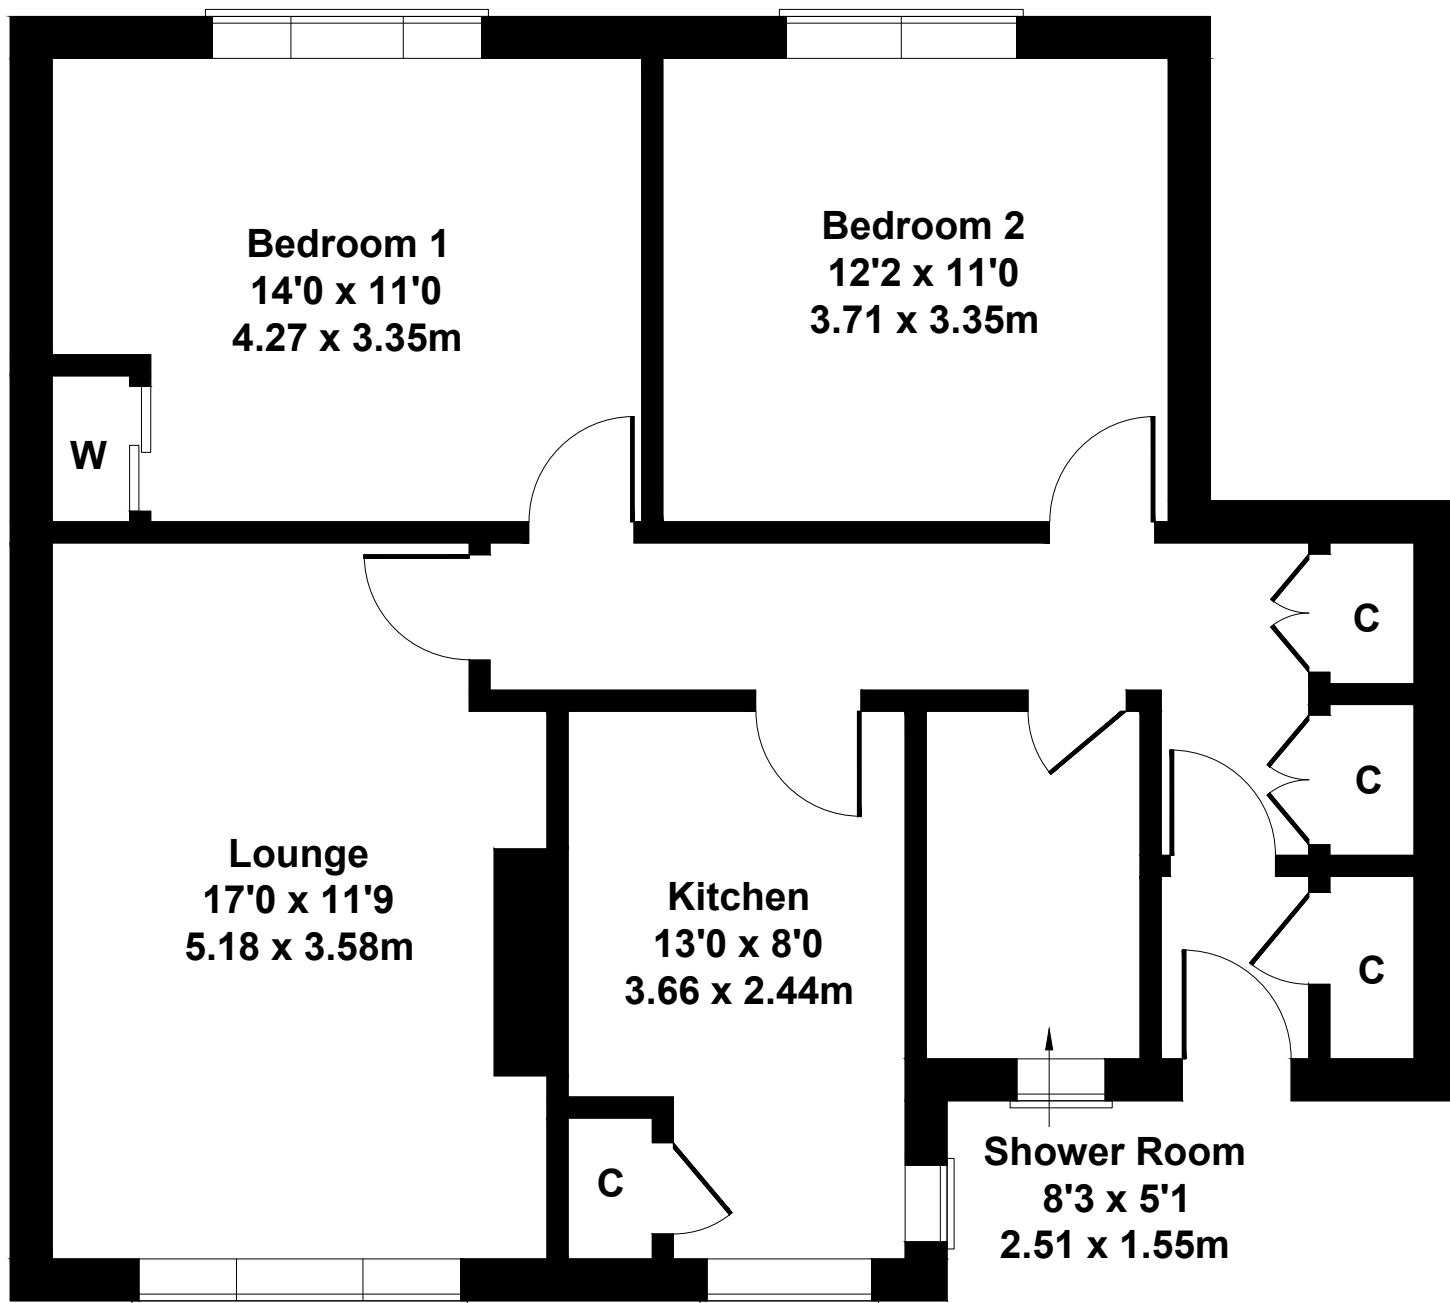 Bedroom 1
14'0 x 11'0
4.27 x 3.35m
Bedroom 2
12'2 x 11'0
3.71 x 3.35m
W
C
C
Lounge
17'0 x 11'9
5.18 x 3.58m
Kitchen
13'0 x 8'0
3.66 x 2.44m
C
C
Shower Room
8'3 x 5'1
2.51 x 1.55m